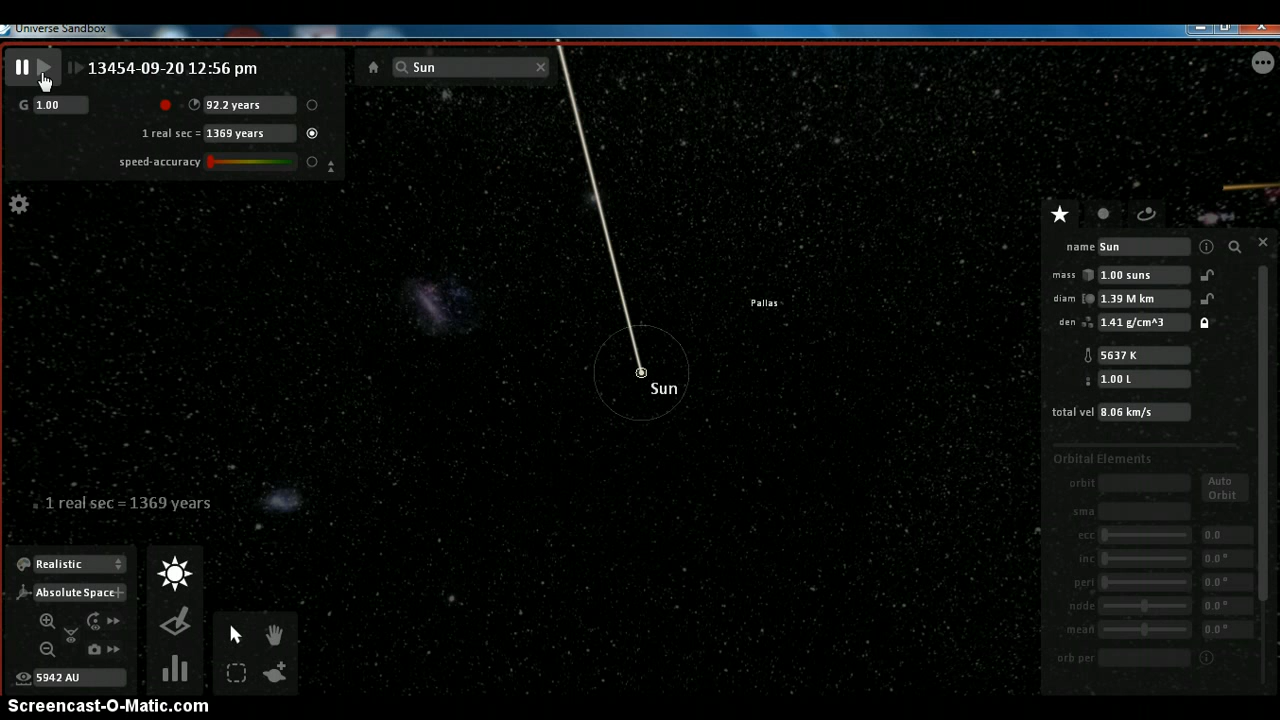 Universe Sandbox
13454-09-20 12:56 pm
Sun
G 1.00
92.2 years
1 real sec = 1369 years
speed-accuracy
name Sun
mass 1.00 suns
diam 1.39 M km
den 1.41 g/cm^3
5637 K
1.00 L
total vel 8.06 km/s
Orbital Elements
orbit
Auto Orbit
sma
ecc 0.0
inc 0.0°
peri 0.0°
node 0.0°
mean 0.0°
orb per
Pallas
Sun
1 real sec = 1369 years
Realistic
Absolute Space
5942 AU
Screencast-O-Matic.com